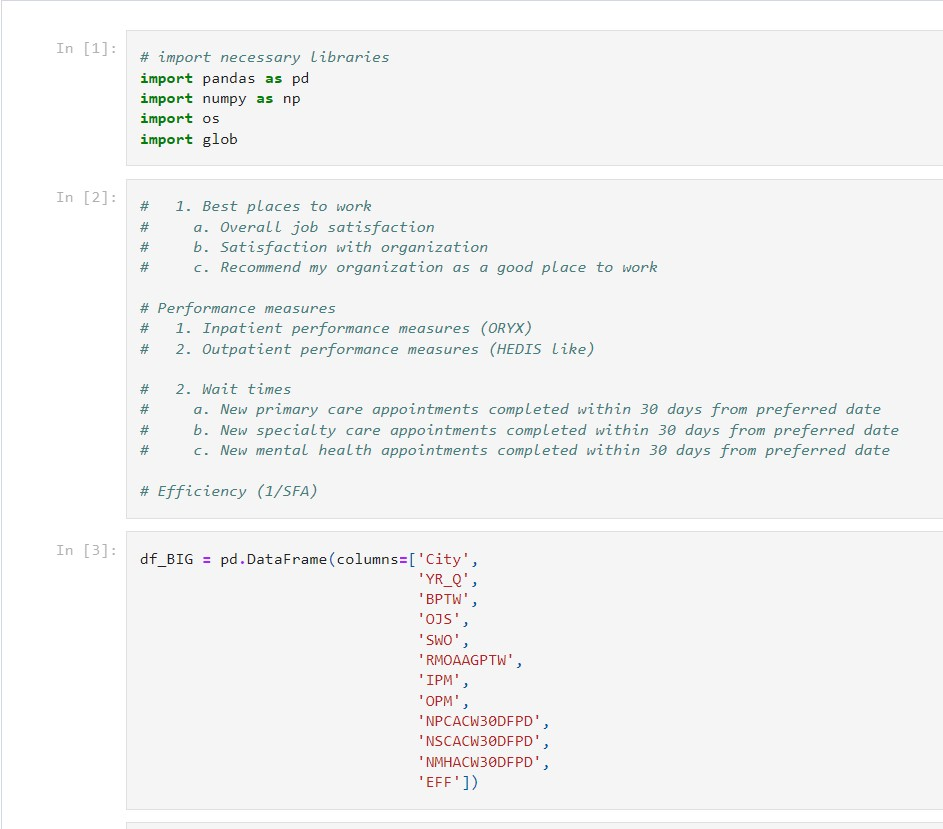 In [1]:
# import necessary libraries
import pandas as pd
import numpy as np
import os
import glob
In [2]:
#   1. Best places to work
#     a. Overall job satisfaction
#     b. Satisfaction with organization
#     c. Recommend my organization as a good place to work
# Performance measures
#   1. Inpatient performance measures (ORYX)
#   2. Outpatient performance measures (HEDIS like)
#   2. Wait times
#     a. New primary care appointments completed within 30 days from preferred date
#     b. New specialty care appointments completed within 30 days from preferred date
#     c. New mental health appointments completed within 30 days from preferred date
# Efficiency (1/SFA)
In [3]:
df_BIG = pd.DataFrame(columns=['City',
'YR_Q',
'BPTW',
'OJS',
'SWO',
'RMOAAGPTW',
'IPM',
'OPM',
'NPCACW30DFPD',
'NSCACW30DFPD',
'NMHACW30DFPD',
'EFF'])